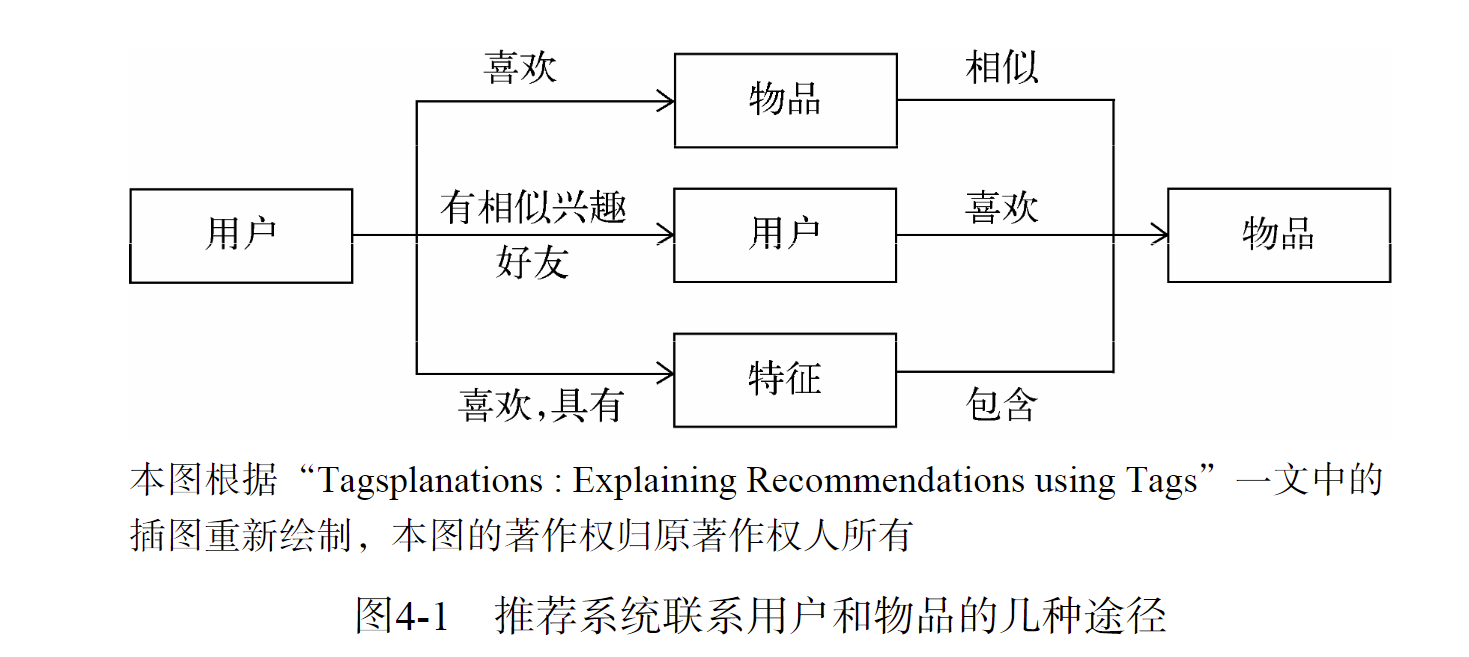 喜欢
物品
相似
用户
有相似兴趣
好友
用户
喜欢
物品
喜欢,具有
特征
包含
本图根据“Tagsplanations : Explaining Recommendations using Tags”一文中的
插图重新绘制，本图的著作权归原著作权人所有
图4-1 推荐系统联系用户和物品的几种途径